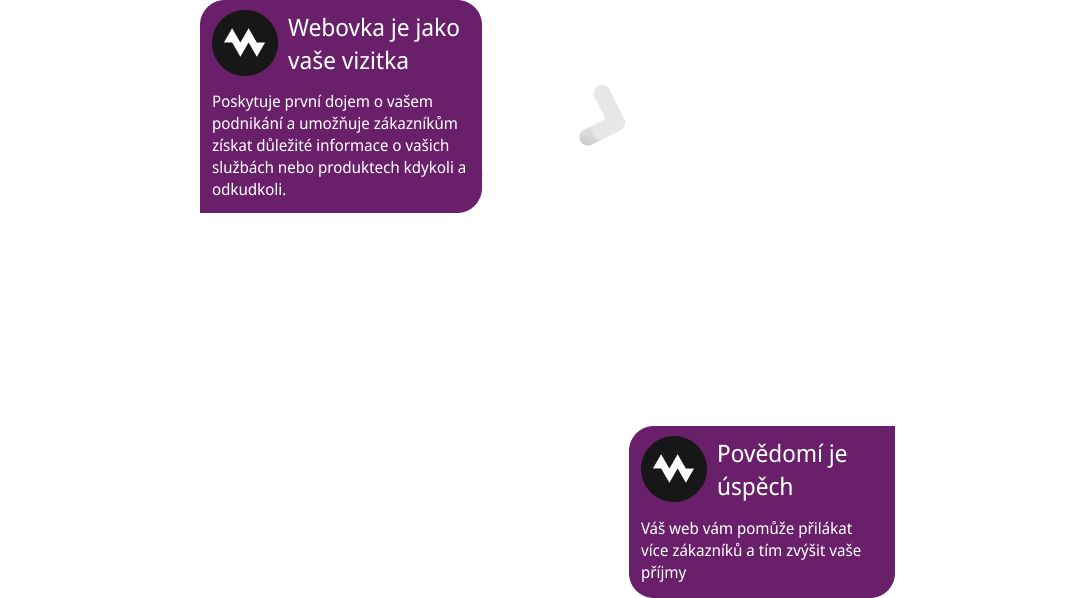 Webovka je jako
vaše vizitka
Poskytuje první dojem o vašem
podnikání a umožňuje zákazníkům
získat důležité informace o vašich
službách nebo produktech kdykoli a
odkudkoli.
Povědomí je
úspěch
Váš web vám pomůže přilákat
více zákazníků a tím zvýšit vaše
příjmy